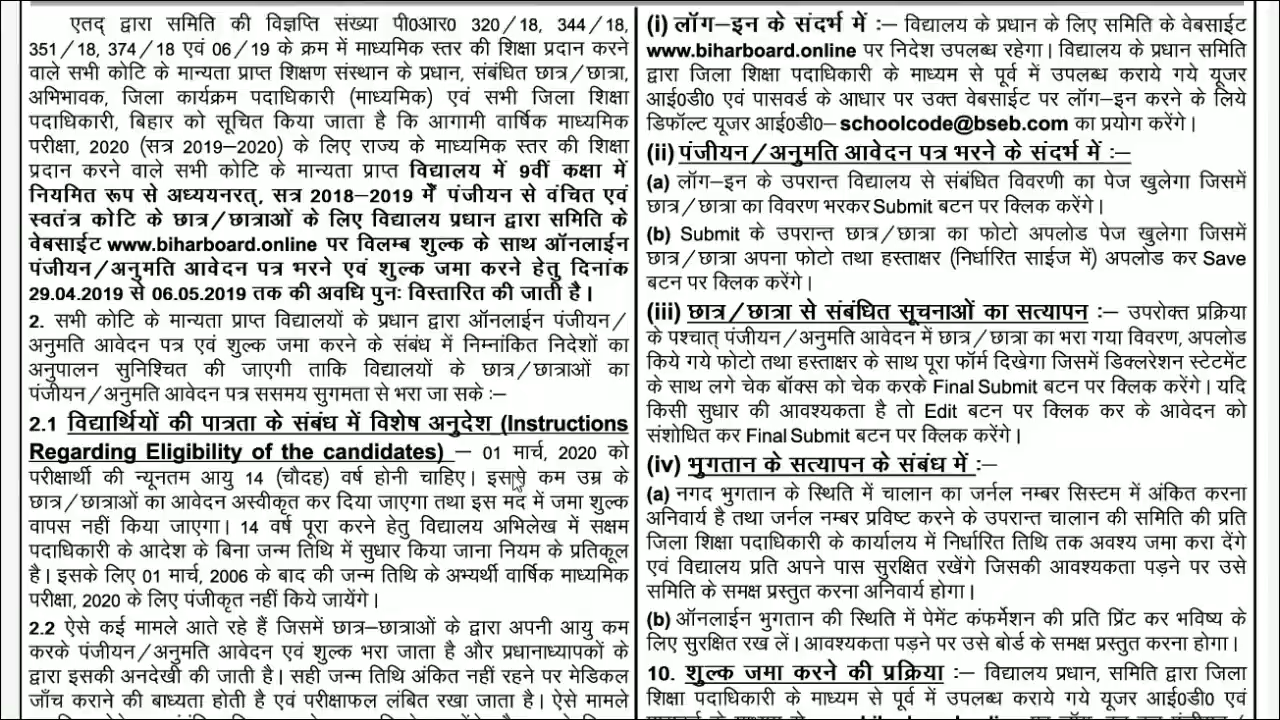 एतद् द्वारा समिति की विज्ञप्ति संख्या पी0आर0 320/18, 344/18,
351/18, 374/18 एवं 06/19 के क्रम में माध्यमिक स्तर की शिक्षा प्रदान करने
वाले सभी कोटि के मान्यता प्राप्त शिक्षण संस्थान के प्रधान, संबंधित छात्र/छात्रा,
अभिभावक, जिला कार्यक्रम पदाधिकारी (माध्यमिक) एवं सभी जिला शिक्षा
पदाधिकारी, बिहार को सूचित किया जाता है कि आगामी वार्षिक माध्यमिक
परीक्षा, 2020 (सत्र 2019–2020) के लिए राज्य के माध्यमिक स्तर की शिक्षा
प्रदान करने वाले सभी कोटि के मान्यता प्राप्त विद्यालय में 9वीं कक्षा में
नियमित रूप से अध्ययनरत्, सत्र 2018–2019 में पंजीयन से वंचित एवं
स्वतंत्र कोटि के छात्र/छात्राओं के लिए विद्यालय प्रधान द्वारा समिति के
वेबसाईट www.biharboard.online पर विलम्ब शुल्क के साथ ऑनलाईन
पंजीयन/अनुमति आवेदन पत्र भरने एवं शुल्क जमा करने हेतु दिनांक
29.04.2019 से 06.05.2019 तक की अवधि पुनः विस्तारित की जाती है।
2. सभी कोटि के मान्यता प्राप्त विद्यालयों के प्रधान द्वारा ऑनलाईन पंजीयन/
अनुमति आवेदन पत्र एवं शुल्क जमा करने के संबंध में निम्नांकित निदेशों का
अनुपालन सुनिश्चित की जाएगी ताकि विद्यालयों के छात्र/छात्राओं का
पंजीयन/अनुमति आवेदन पत्र ससमय सुगमता से भरा जा सके :–
2.1 विद्यार्थियों की पात्रता के संबंध में विशेष अनुदेश (Instructions
Regarding Eligibility of the candidates) – 01 मार्च, 2020 को
परीक्षार्थी की न्यूनतम आयु 14 (चौदह) वर्ष होनी चाहिए। इससे कम उम्र के
छात्र/छात्राओं का आवेदन अस्वीकृत कर दिया जाएगा तथा इस मद में जमा शुल्क
वापस नहीं किया जाएगा। 14 वर्ष पूरा करने हेतु विद्यालय अभिलेख में सक्षम
पदाधिकारी के आदेश के बिना जन्म तिथि में सुधार किया जाना नियम के प्रतिकूल
है। इसके लिए 01 मार्च, 2006 के बाद की जन्म तिथि के अभ्यर्थी वार्षिक माध्यमिक
परीक्षा, 2020 के लिए पंजीकृत नहीं किये जायेंगे।
2.2 ऐसे कई मामले आते रहे हैं जिसमें छात्र–छात्राओं के द्वारा अपनी आयु कम
करके पंजीयन/अनुमति आवेदन एवं शुल्क भरा जाता है और प्रधानाध्यापकों के
द्वारा इसकी अनदेखी की जाती है। सही जन्म तिथि अंकित नहीं रहने पर मेडिकल
जाँच कराने की बाध्यता होती है एवं परीक्षाफल लंबित रखा जाता है। ऐसे मामले
(i) लॉग–इन के संदर्भ में :– विद्यालय के प्रधान के लिए समिति के वेबसाईट
www.biharboard.online पर निदेश उपलब्ध रहेगा। विद्यालय के प्रधान समिति
द्वारा जिला शिक्षा पदाधिकारी के माध्यम से पूर्व में उपलब्ध कराये गये यूजर
आई0डी0 एवं पासवर्ड के आधार पर उक्त वेबसाईट पर लॉग–इन करने के लिये
डिफॉल्ट यूजर आई0डी0– schoolcode@bseb.com का प्रयोग करेंगे।
(ii) पंजीयन/अनुमति आवेदन पत्र भरने के संदर्भ में :–
(a) लॉग–इन के उपरान्त विद्यालय से संबंधित विवरणी का पेज खुलेगा जिसमें
छात्र/छात्रा का विवरण भरकर Submit बटन पर क्लिक करेंगे।
(b) Submit के उपरान्त छात्र/छात्रा का फोटो अपलोड पेज खुलेगा जिसमें
छात्र/छात्रा अपना फोटो तथा हस्ताक्षर (निर्धारित साईज में) अपलोड कर Save
बटन पर क्लिक करेंगे।
(iii) छात्र/छात्रा से संबंधित सूचनाओं का सत्यापन :– उपरोक्त प्रक्रिया
के पश्चात् पंजीयन/अनुमति आवेदन में छात्र/छात्रा का भरा गया विवरण, अपलोड
किये गये फोटो तथा हस्ताक्षर के साथ पूरा फॉर्म दिखेगा जिसमें डिक्लरेशन स्टेटमेंट
के साथ लगे चेक बॉक्स को चेक करके Final Submit बटन पर क्लिक करेंगे। यदि
किसी सुधार की आवश्यकता है तो Edit बटन पर क्लिक कर के आवेदन को
संशोधित कर Final Submit बटन पर क्लिक करेंगे।
(iv) भुगतान के सत्यापन के संबंध में :–
(a) नगद भुगतान के स्थिति में चालान का जर्नल नम्बर सिस्टम में अंकित करना
अनिवार्य है तथा जर्नल नम्बर प्रविष्ट करने के उपरान्त चालान की समिति की प्रति
जिला शिक्षा पदाधिकारी के कार्यालय में निर्धारित तिथि तक अवश्य जमा करा देंगे
एवं विद्यालय प्रति अपने पास सुरक्षित रखेंगे जिसकी आवश्यकता पड़ने पर उसे
समिति के समक्ष प्रस्तुत करना अनिवार्य होगा।
(b) ऑनलाईन भुगतान की स्थिति में पेमेंट कंफर्मेशन की प्रति प्रिंट कर भविष्य के
लिए सुरक्षित रख लें। आवश्यकता पड़ने पर उसे बोर्ड के समक्ष प्रस्तुत करना होगा।
10. शुल्क जमा करने की प्रक्रिया :– विद्यालय प्रधान, समिति द्वारा जिला
शिक्षा पदाधिकारी के माध्यम से पूर्व में उपलब्ध कराये गये यूजर आई0डी0 एवं